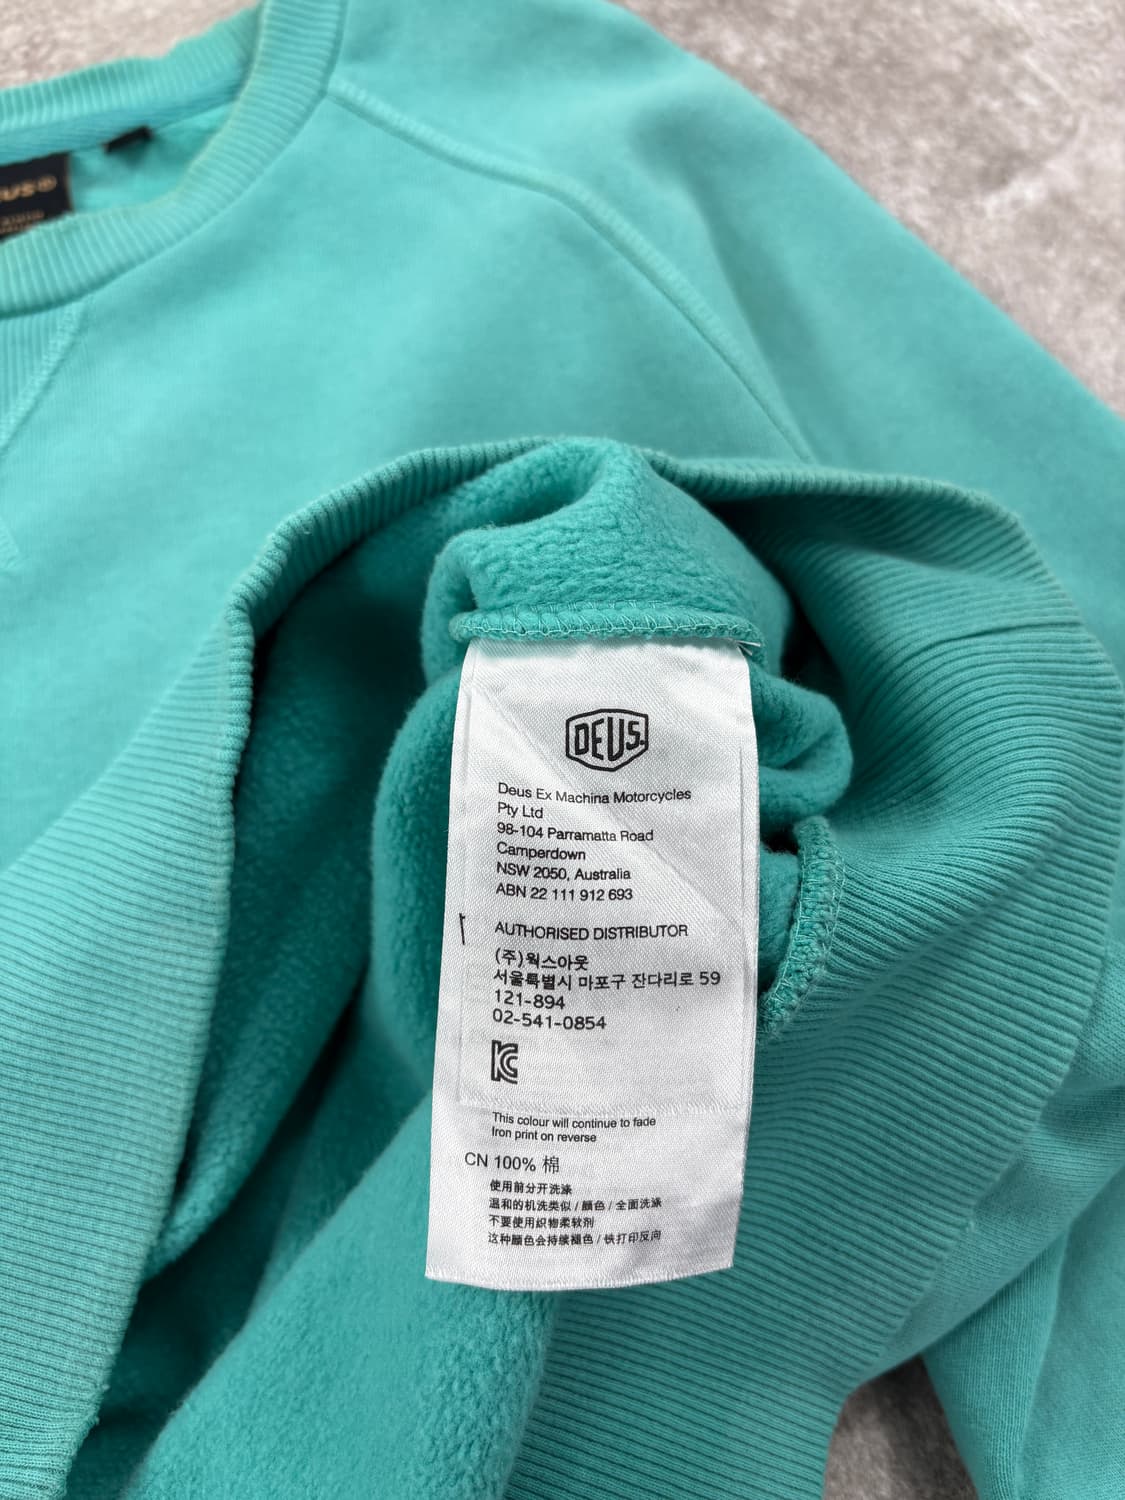 DEUS.
Deus Ex Machina Motorcycles
Pty Ltd
98-104 Parramatta Road
Camperdown
NSW 2050, Australia
ABN 22 111 912 693
AUTHORISED DISTRIBUTOR
(주)웍스아웃
서울특별시 마포구 잔다리로 59
121-894
02-541-0854
This colour will continue to fade
Iron print on reverse
CN 100% 棉
使用前分开洗涤
温和的机洗类似 / 颜色 / 全面洗涤
不要使用织物柔软剂
这种颜色会持续褪色 / 铁打印反向